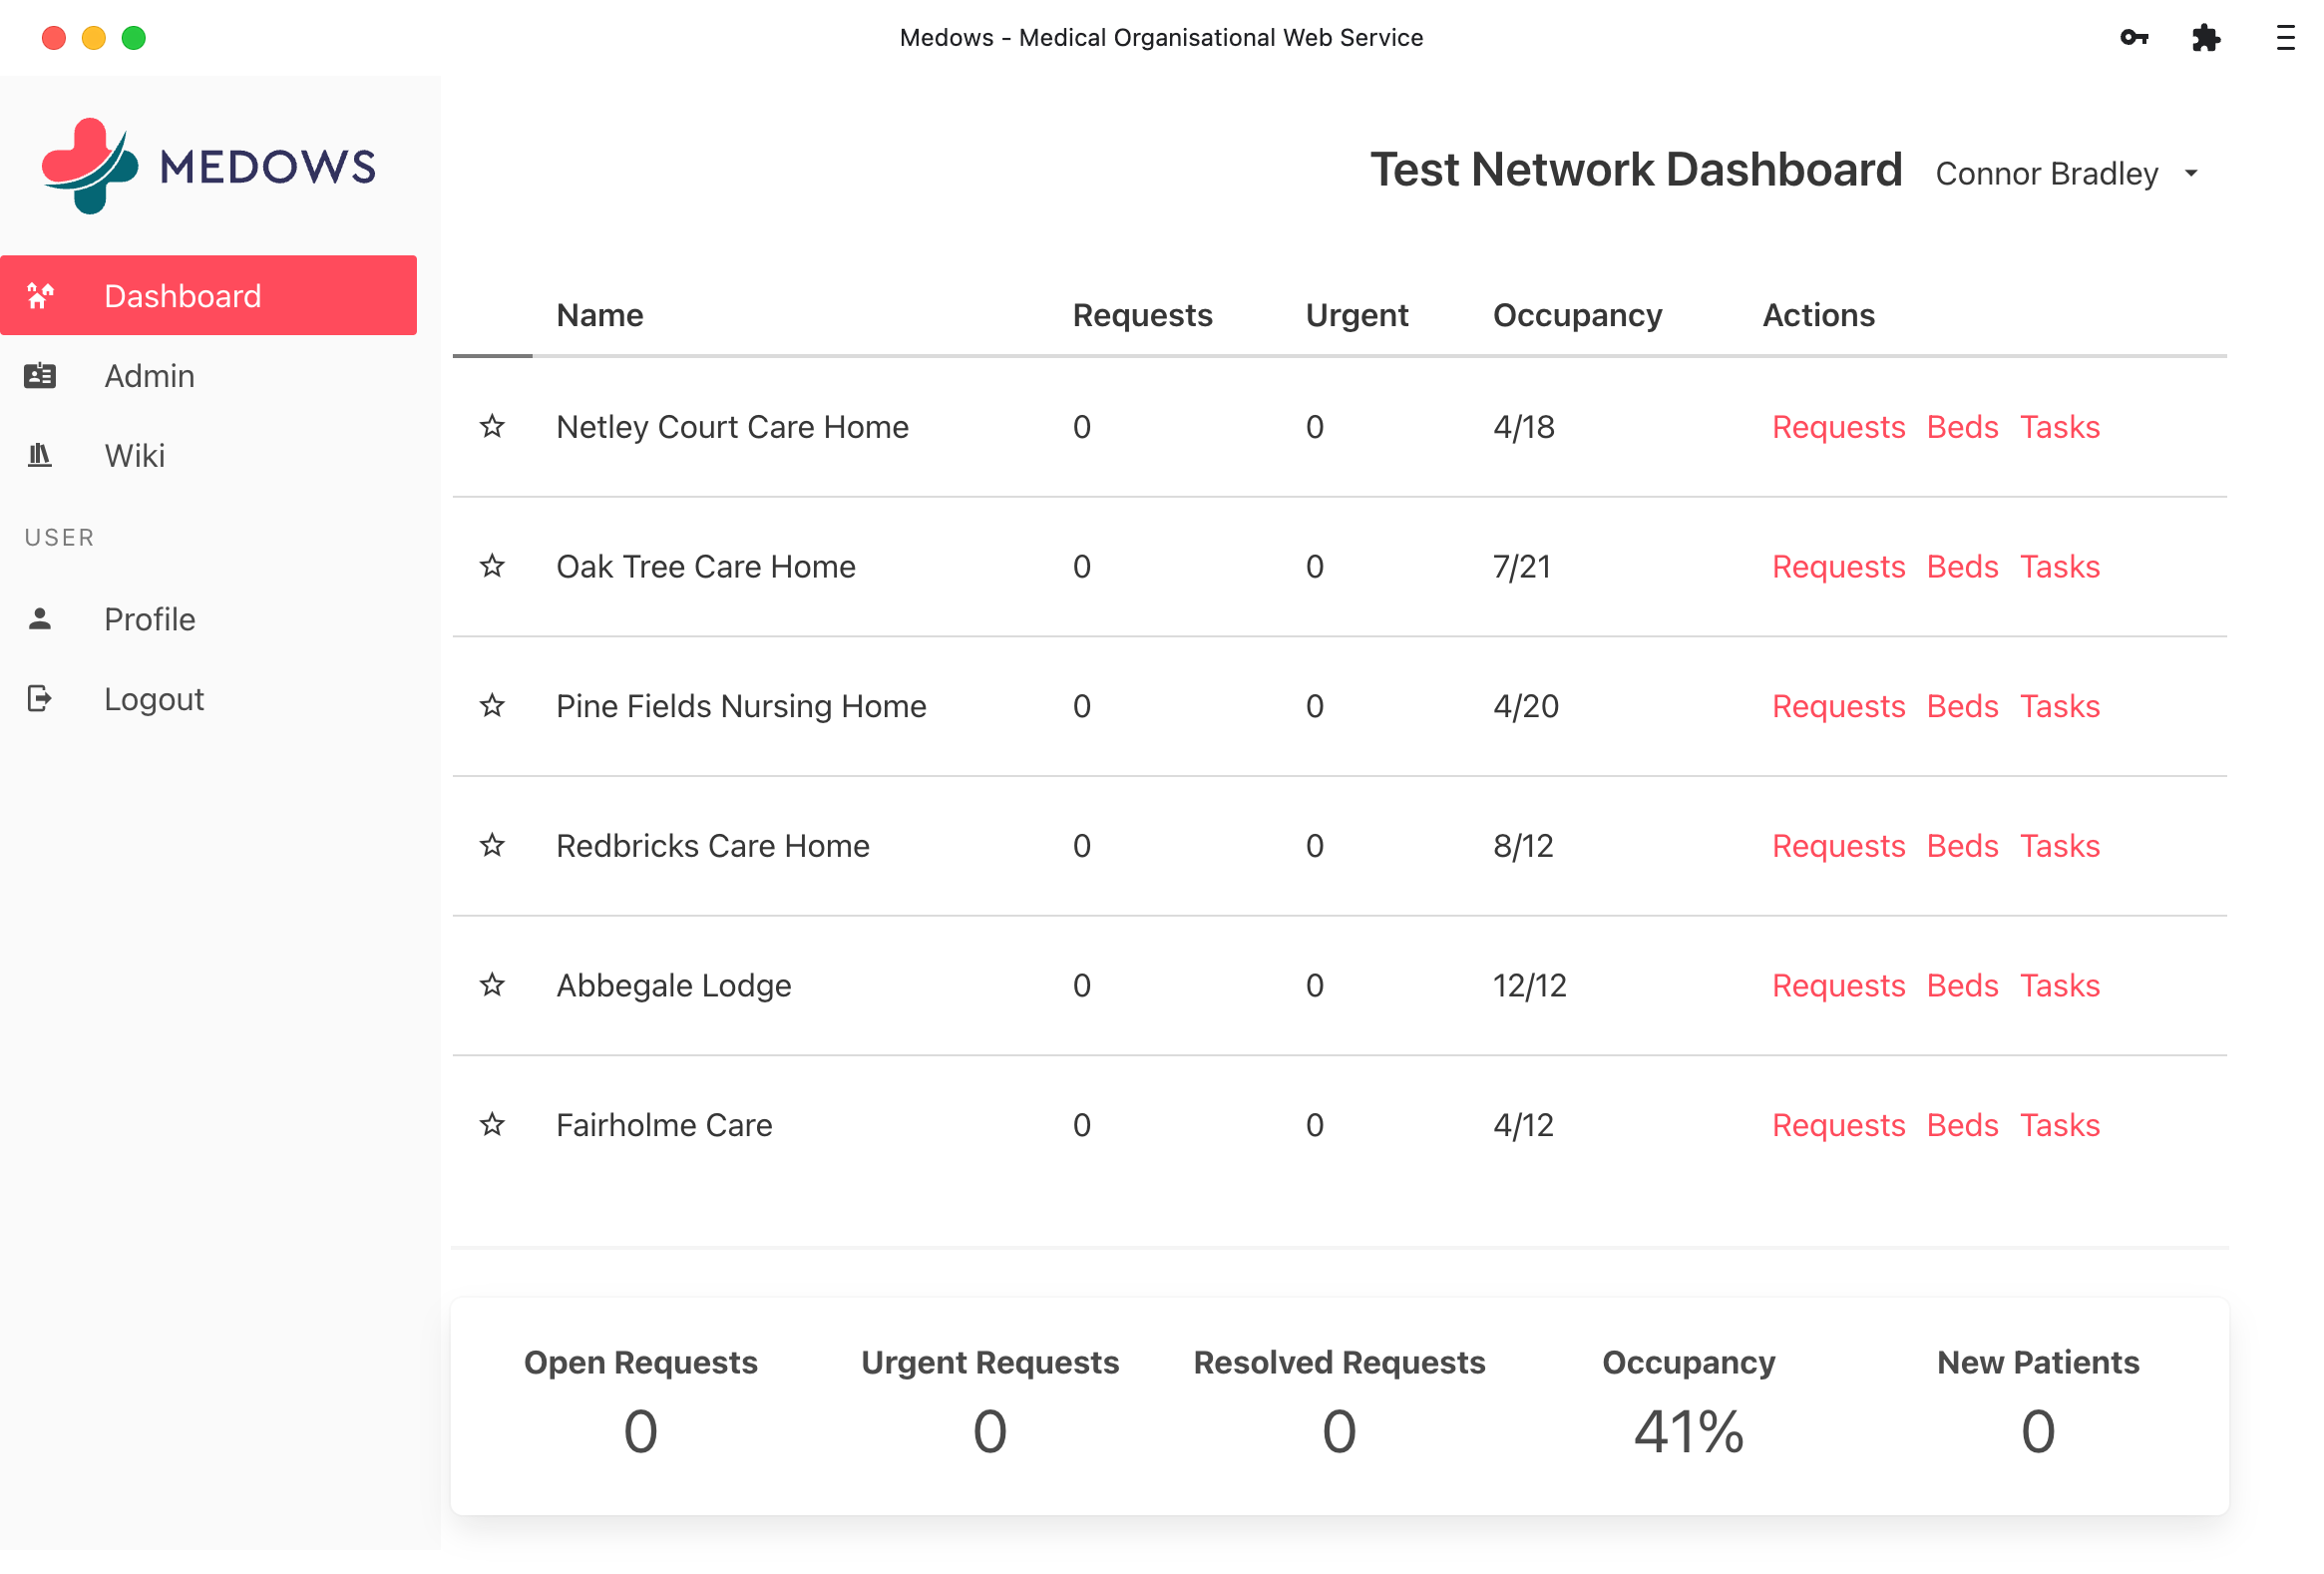 Medows - Medical Organisational Web Service
MEDOWS
Test Network Dashboard Connor Bradley
Dashboard
Admin
Wiki
USER
Profile
Logout
Name Requests Urgent Occupancy Actions
Netley Court Care Home 0 0 4/18 Requests Beds Tasks
Oak Tree Care Home 0 0 7/21 Requests Beds Tasks
Pine Fields Nursing Home 0 0 4/20 Requests Beds Tasks
Redbricks Care Home 0 0 8/12 Requests Beds Tasks
Abbegale Lodge 0 0 12/12 Requests Beds Tasks
Fairholme Care 0 0 4/12 Requests Beds Tasks
Open Requests Urgent Requests Resolved Requests Occupancy New Patients
0 0 0 41% 0